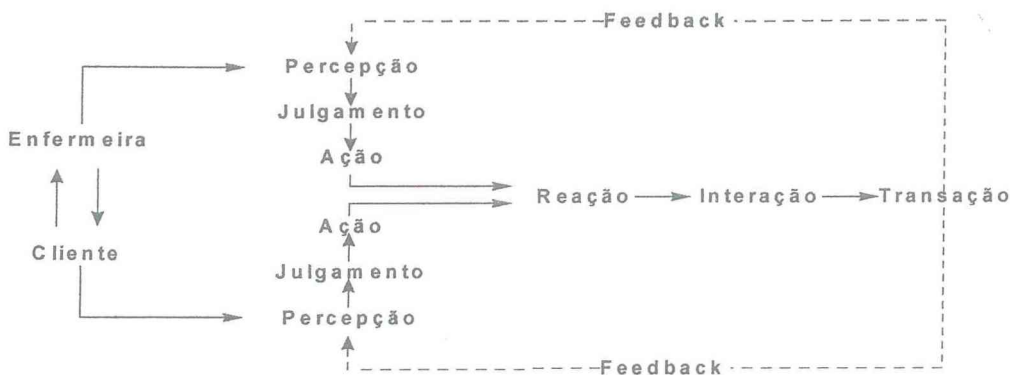 Feedback
Percepção
Julgamento
Enfermeira
Ação
Reação
Interação
Transação
Ação
Cliente
Julgamento
Percepção
Feedback